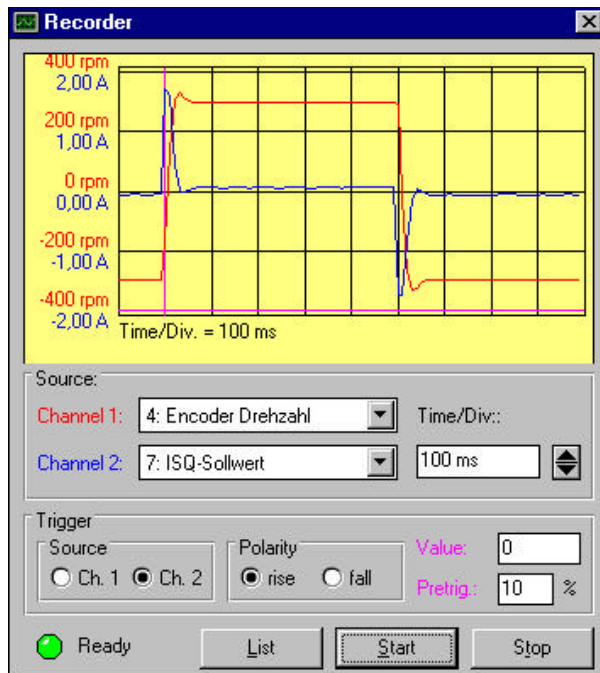 Recorder
400 rpm
2,00 A
200 rpm
1,00 A
0 rpm
0,00 A
-200 rpm
-1,00 A
-400 rpm
-2,00 A
Time/Div. = 100 ms
Source:
Channel 1: 4: Encoder Drehzahl Time/Div::
Channel 2: 7: ISQ-Sollwert 100 ms
Trigger
Source Polarity Value: 0
Ch. 1 Ch. 2 rise fall Pretrig.: 10 %
Ready List Start Stop